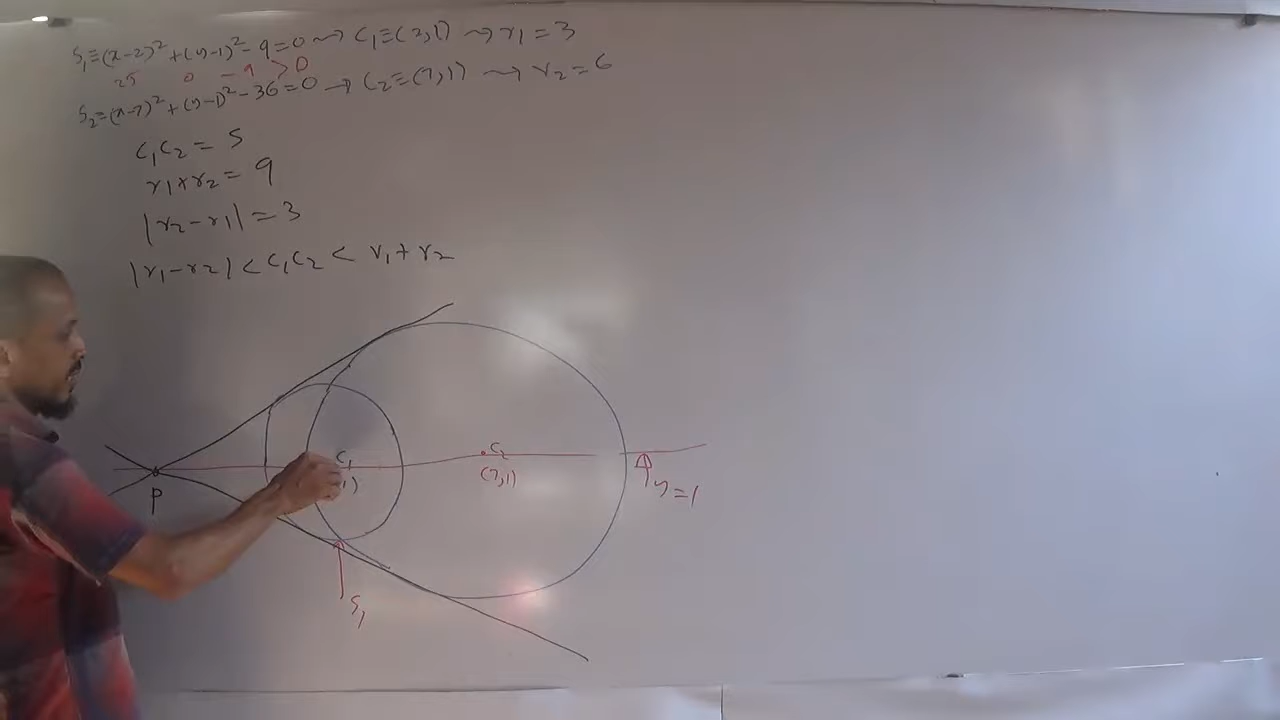 S₁≡(x-2)²+(y-1)²-9=0 ⇝ C₁≡(2,1) ⇝ r₁=3
25 0 -9 >0
S₂=(x-7)²+(y-1)²-36=0 → C₂≡(7,1) ⇝ r₂=6
C₁C₂ = 5
r₁+r₂ = 9
|r₂-r₁| = 3
|r₁-r₂| < C₁C₂ < r₁+r₂
C₁
C₂
,1)
(7,1)
P
y=1
S₁